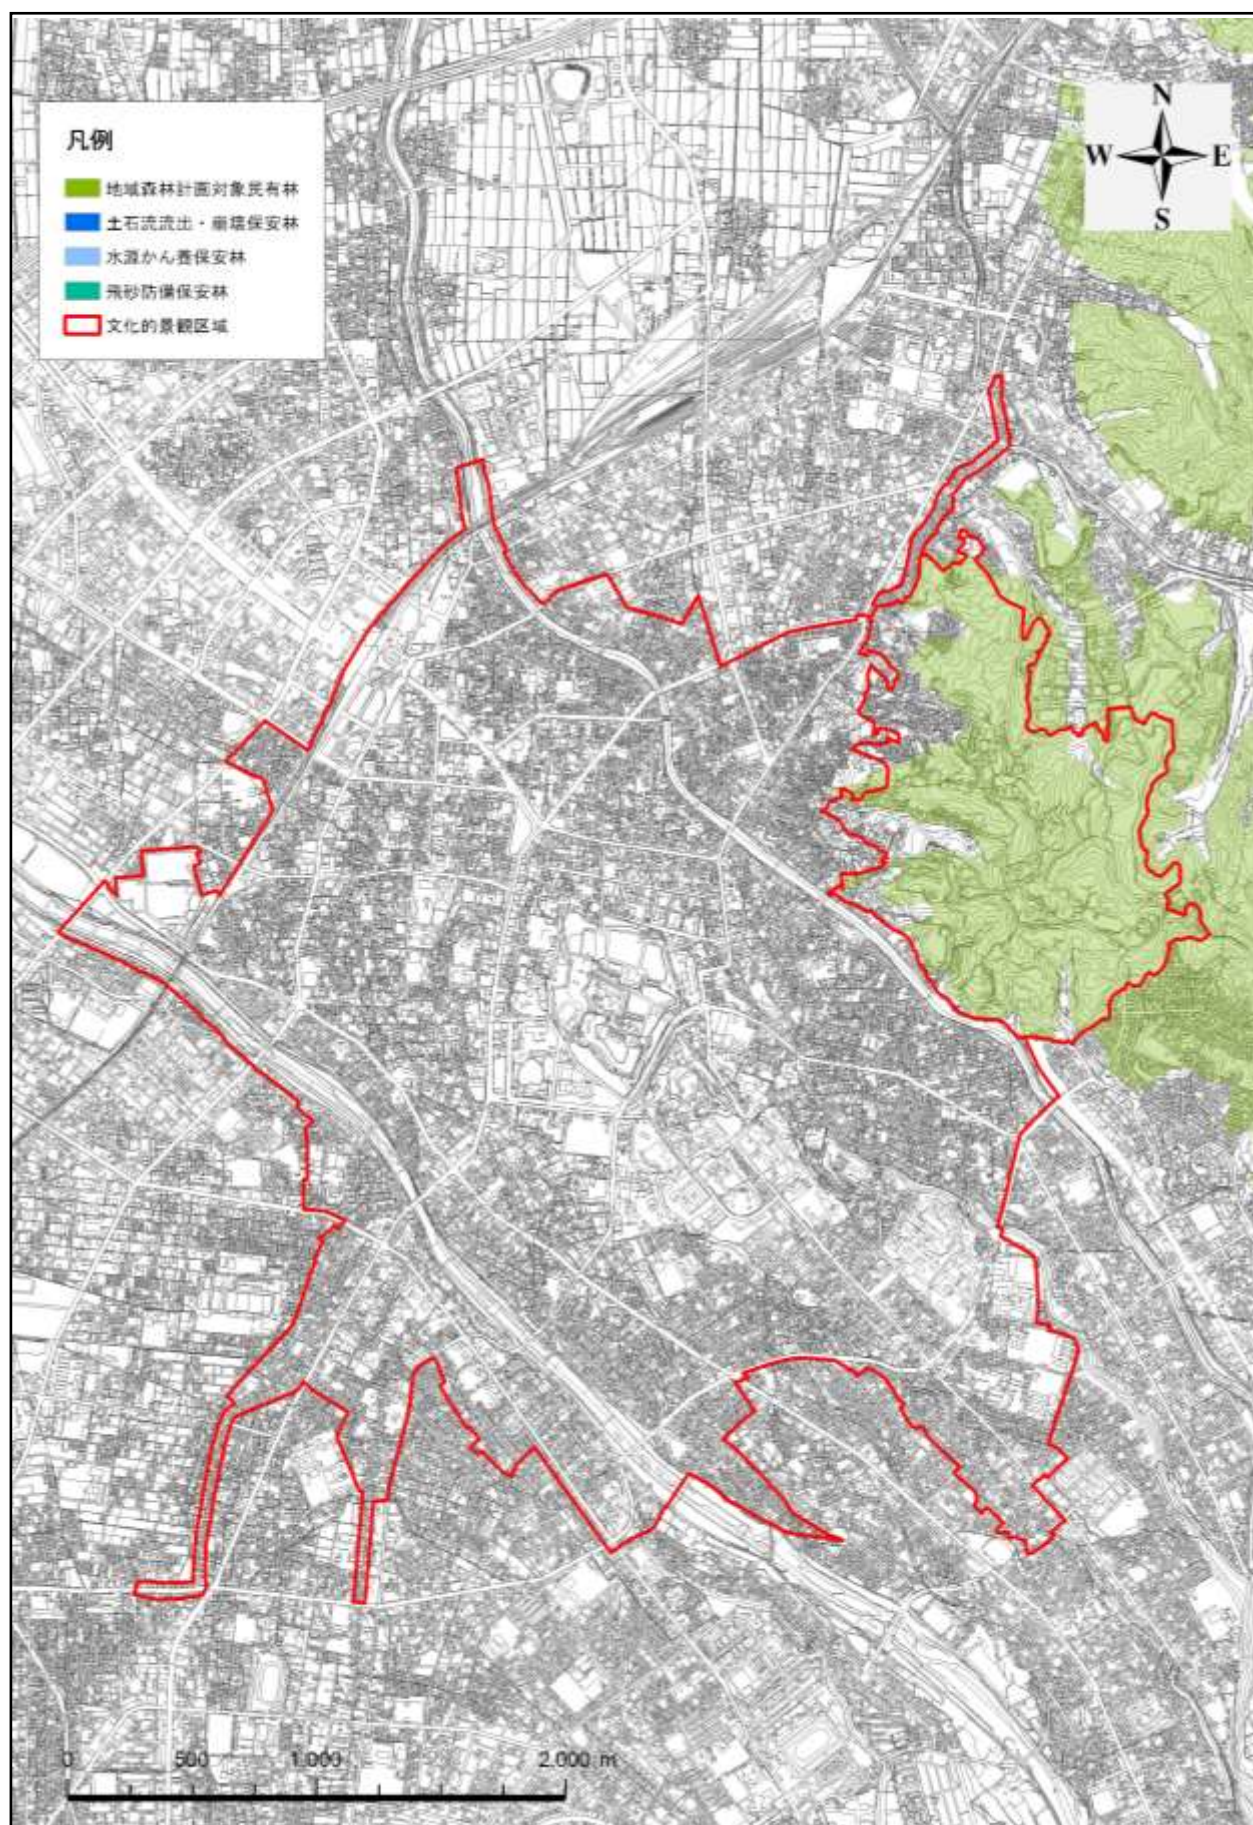 凡例
地域森林計画対象民有林
土石流流出・崩壊保安林
水源かん養保安林
飛砂防備保安林
文化的景観区域
N
W E
S
0 500 1,000 2,000 m